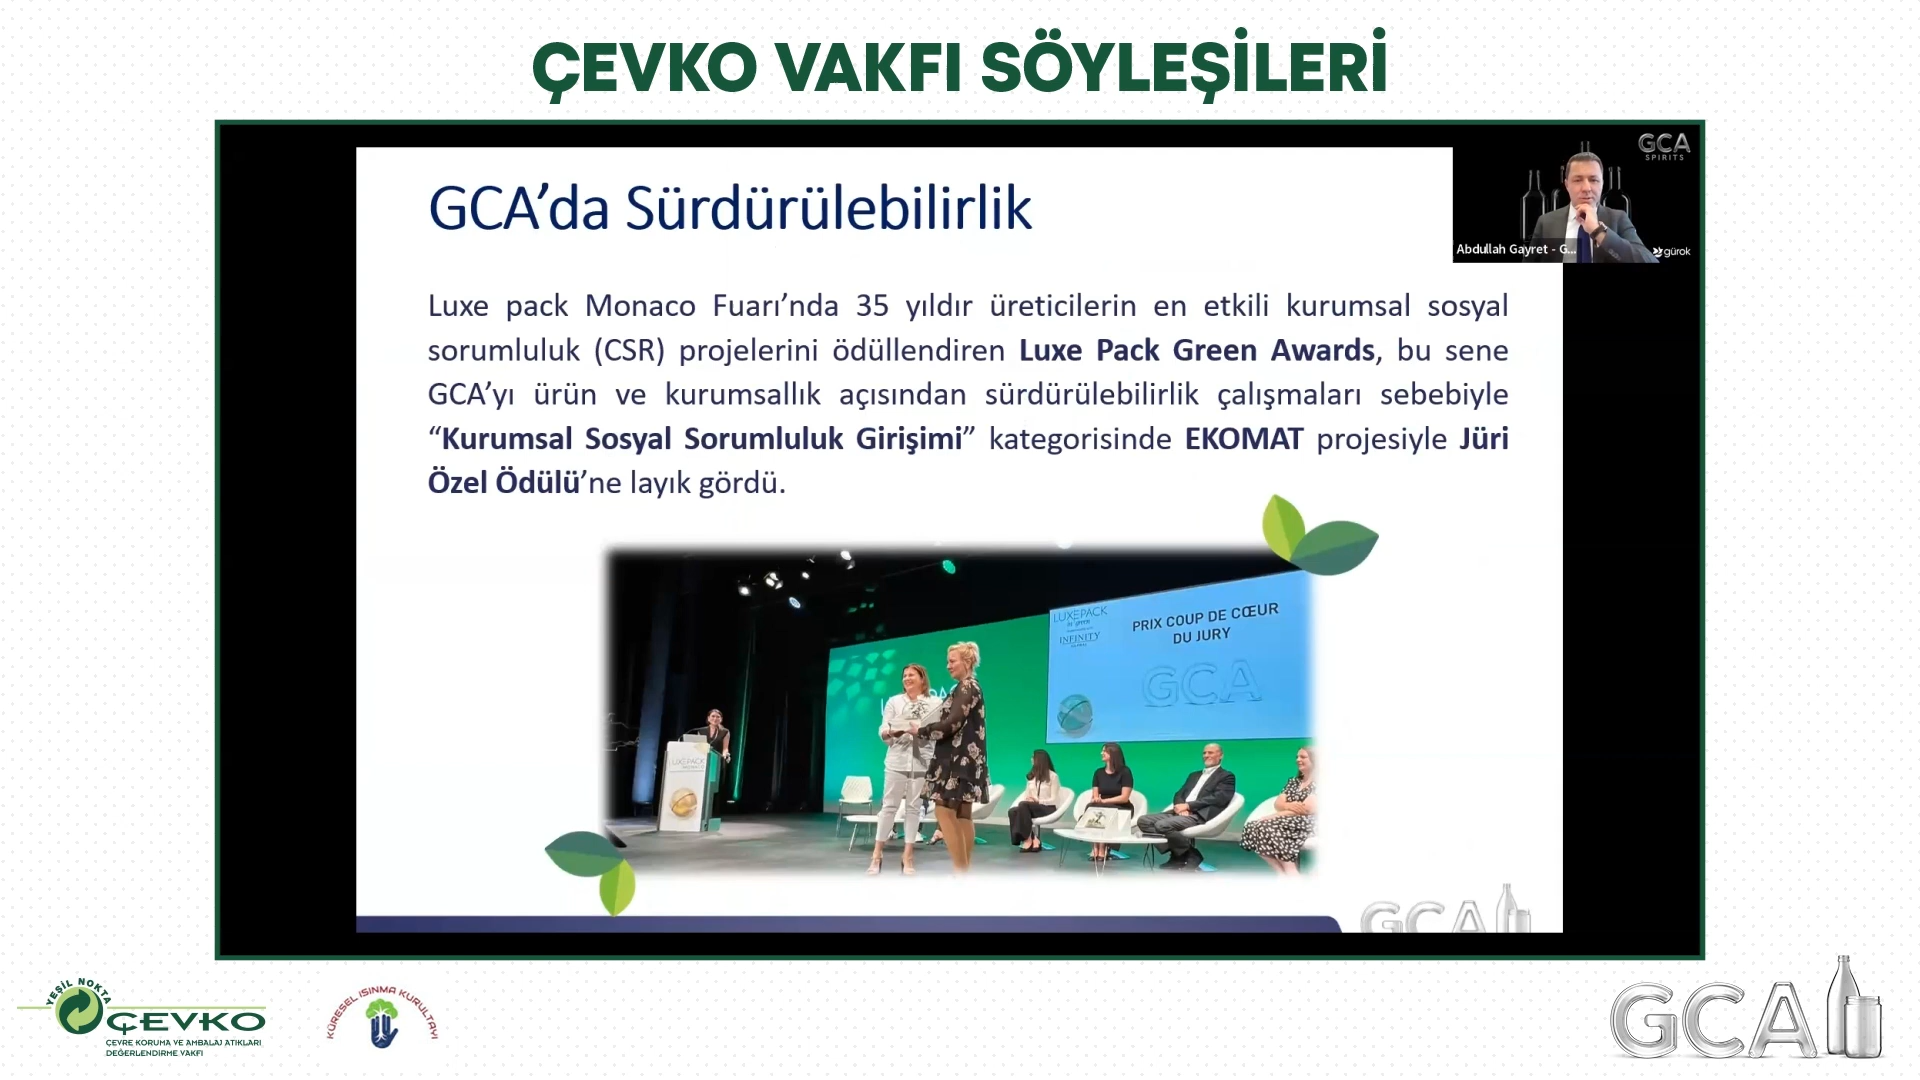 ÇEVKO VAKFI SÖYLEŞİLERİ
GCA
SPIRITS
Abdullah Gayret - G...
gürok
GCA’da Sürdürülebilirlik
Luxe pack Monaco Fuarı’nda 35 yıldır üreticilerin en etkili kurumsal sosyal
sorumluluk (CSR) projelerini ödüllendiren Luxe Pack Green Awards, bu sene
GCA’yı ürün ve kurumsallık açısından sürdürülebilirlik çalışmaları sebebiyle
“Kurumsal Sosyal Sorumluluk Girişimi” kategorisinde EKOMAT projesiyle Jüri
Özel Ödülü’ne layık gördü.
LUXEPACK
in green
INFINITY
PRIX COUP DE CŒUR
DU JURY
GCA
LUXEPACK
GCA
YEŞİL NOKTA
ÇEVKO
ÇEVRE KORUMA VE AMBALAJ ATIKLARI
DEĞERLENDİRME VAKFI
KÜRESEL ISINMA KURULTAYI
GCA